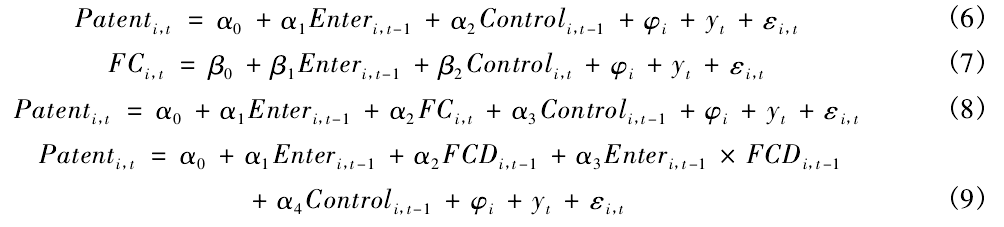 Patent_{i,t} = α_0 + α_1Enter_{i,t-1} + α_2Control_{i,t-1} + φ_i + y_t + ε_{i,t} (6)
FC_{i,t} = β_0 + β_1Enter_{i,t-1} + β_2Control_{i,t} + φ_i + y_t + ε_{i,t} (7)
Patent_{i,t} = α_0 + α_1Enter_{i,t-1} + α_2FC_{i,t} + α_3Control_{i,t-1} + φ_i + y_t + ε_{i,t} (8)
Patent_{i,t} = α_0 + α_1Enter_{i,t-1} + α_2FCD_{i,t-1} + α_3Enter_{i,t-1} × FCD_{i,t-1}
+ α_4Control_{i,t-1} + φ_i + y_t + ε_{i,t} (9)